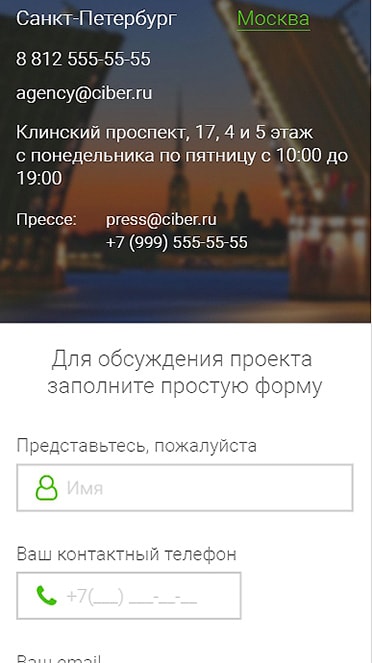 Санкт-Петербург Москва
8 812 555-55-55
agency@ciber.ru
Клинский проспект, 17, 4 и 5 этаж
с понедельника по пятницу с 10:00 до
19:00
Прессе: press@ciber.ru
+7 (999) 555-55-55
Для обсуждения проекта
заполните простую форму
Представьтесь, пожалуйста
Имя
Ваш контактный телефон
+7(___) ___-__-__
Ваш email